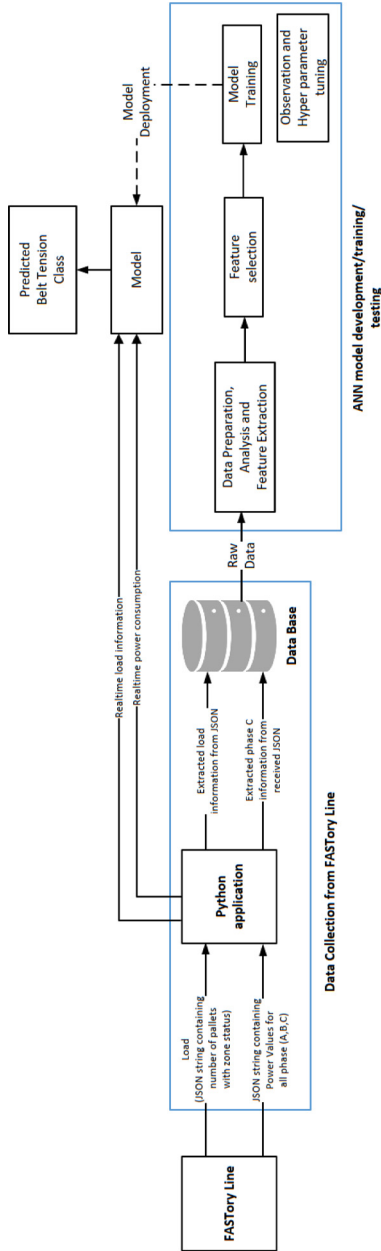 FASTory Line
Load
(JSON string containing
number of pallets
with zone status)
JSON string containing
Power Values for
all phase (A,B,C)
Python
application
Realtime load information
Realtime power consumption
Extracted load
information from JSON
Extracted phase C
information from
received JSON
Data Base
Data Collection from FASTory Line
Raw
Data
Data Preparation,
Analysis and
Feature Extraction
Feature
selection
Model
Training
Observation and
Hyper parameter
tuning
ANN model development/training/
testing
Model
Deployment
Model
Predicted
Belt Tension
Class